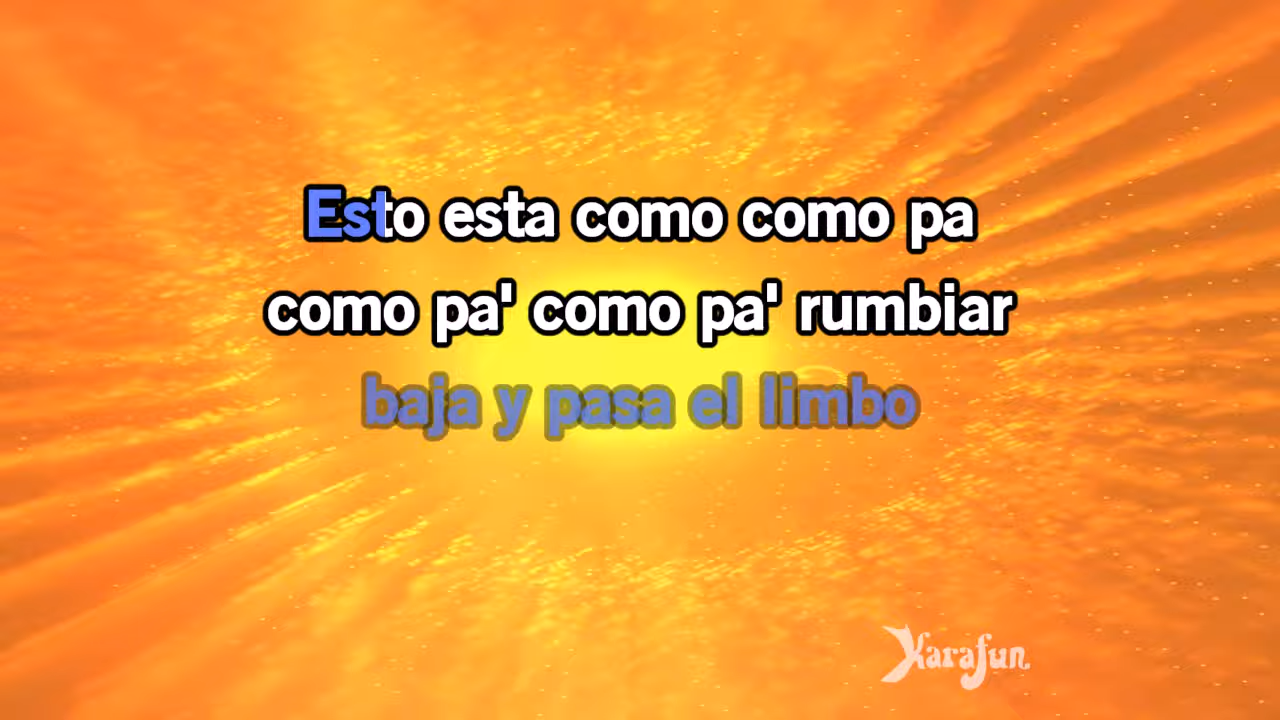 Esto esta como como pa
como pa' como pa' rumbiar
baja y pasa el limbo
Karafun